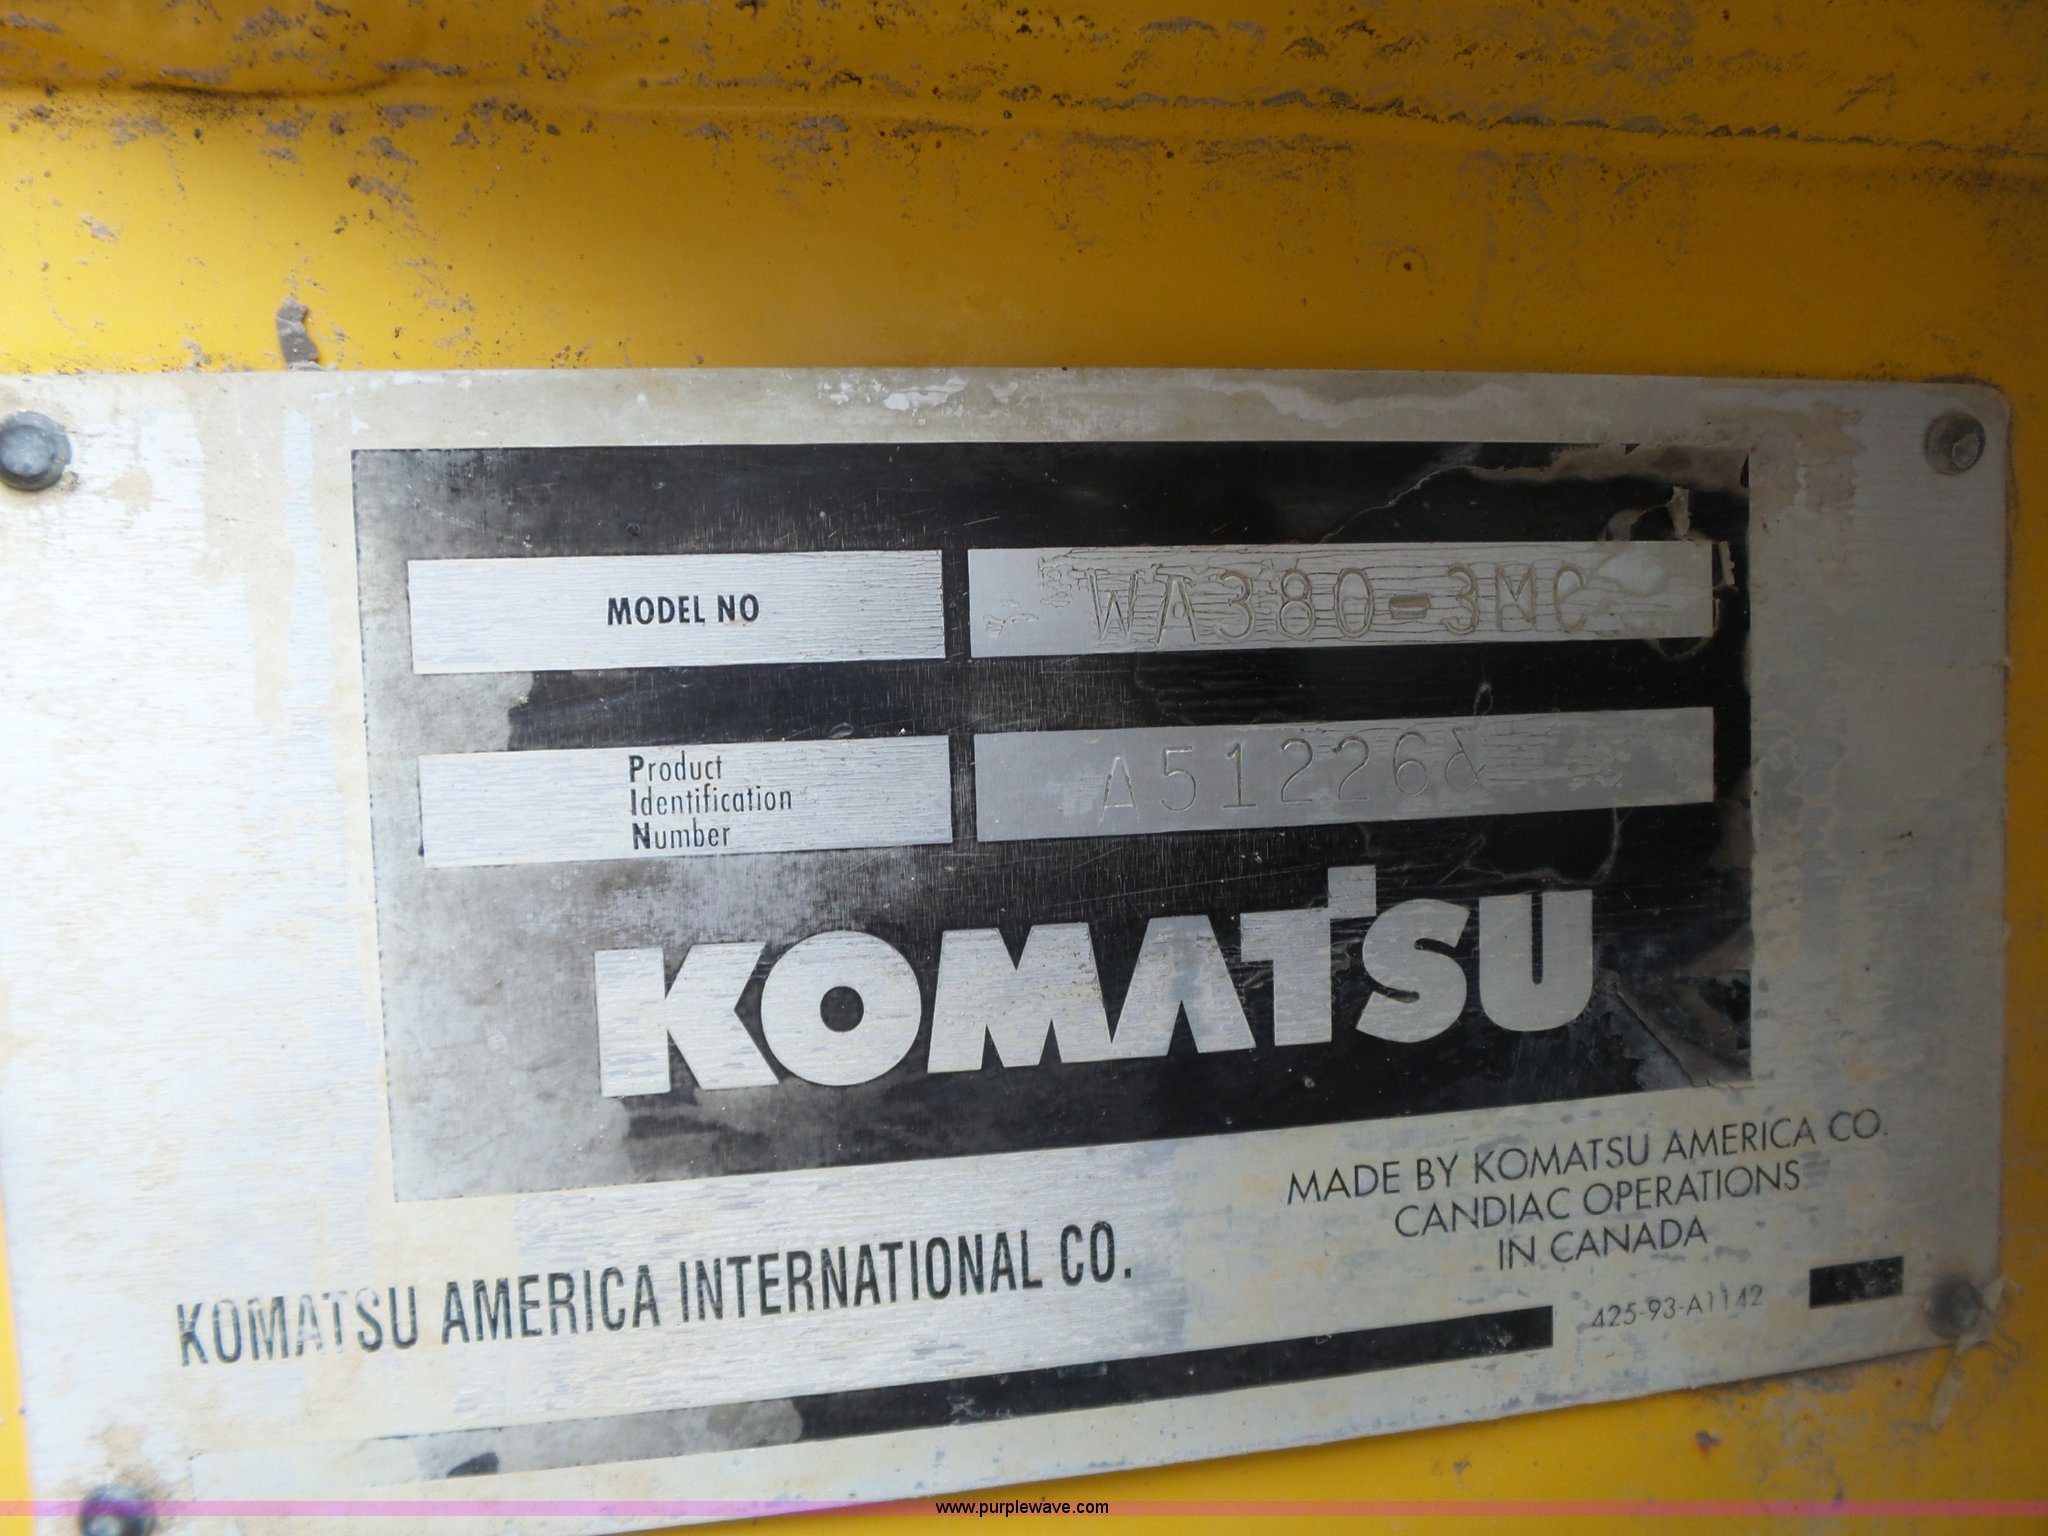 MODEL NO
WA380-3MC
Product
Identification
Number
A512268
KOMATSU
MADE BY KOMATSU AMERICA CO.
CANDIAC OPERATIONS
IN CANADA
KOMATSU AMERICA INTERNATIONAL CO.
425-93-A1142
www.purplewave.com